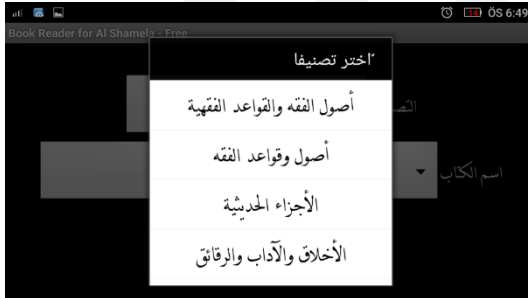 14 ÖS 6:49
Book Reader for Al Shamela - Free
اختر تصنيفاً
أصول الفقه والقواعد الفقهية
أصول وقواعد الفقه
الأجزاء الحديثية
الأخلاق والآداب والرقائق
اسم الكتاب